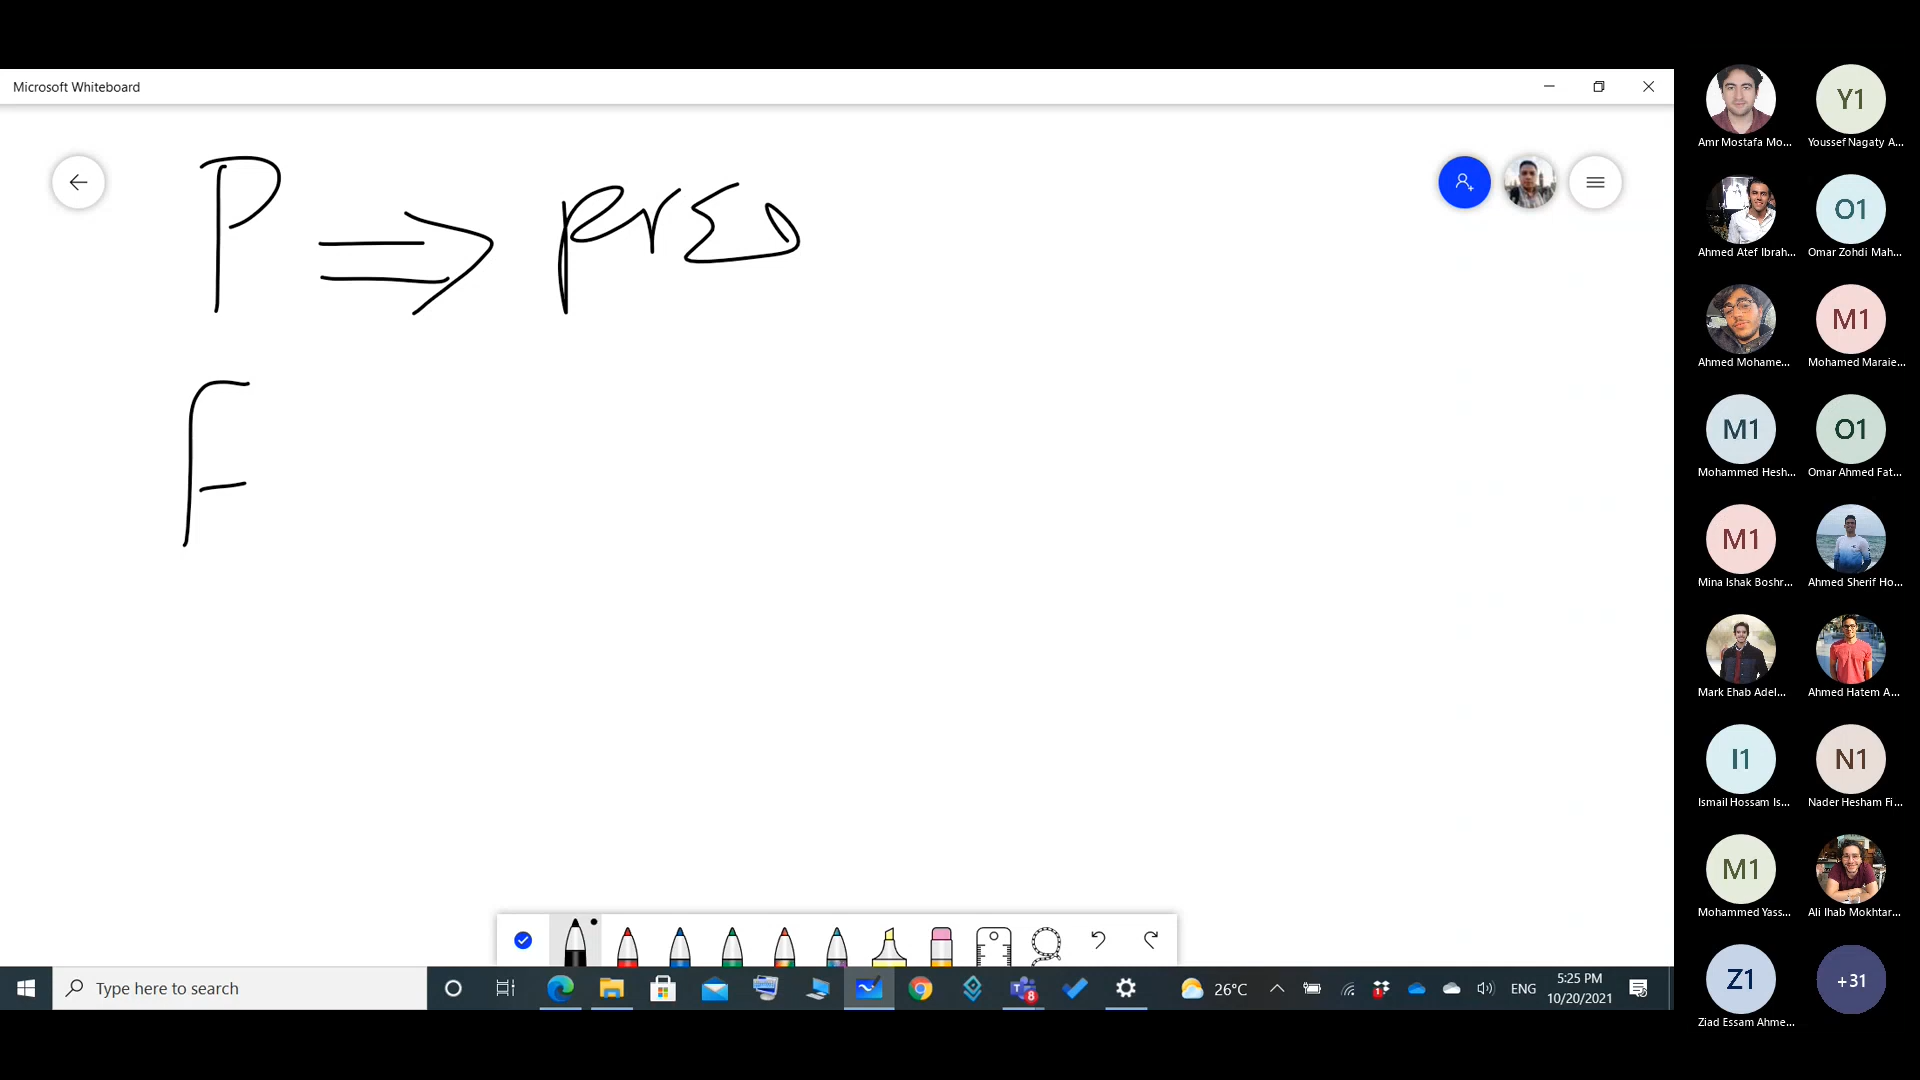 Microsoft Whiteboard
P ⇒ pres
F
Amr Mostafa Mo...
Y1
Youssef Nagaty A...
Ahmed Atef Ibrah...
O1
Omar Zohdi Mah...
Ahmed Mohame...
M1
Mohamed Maraie...
M1
Mohammed Hesh...
O1
Omar Ahmed Fat...
M1
Mina Ishak Boshr...
Ahmed Sherif Ho...
Mark Ehab Adel...
Ahmed Hatem A...
I1
Ismail Hossam Is...
N1
Nader Hesham Fi...
M1
Mohammed Yass...
Ali Ihab Mokhtar...
Z1
Ziad Essam Ahme...
+31
Type here to search
8
26°C
1
ENG
5:25 PM
10/20/2021